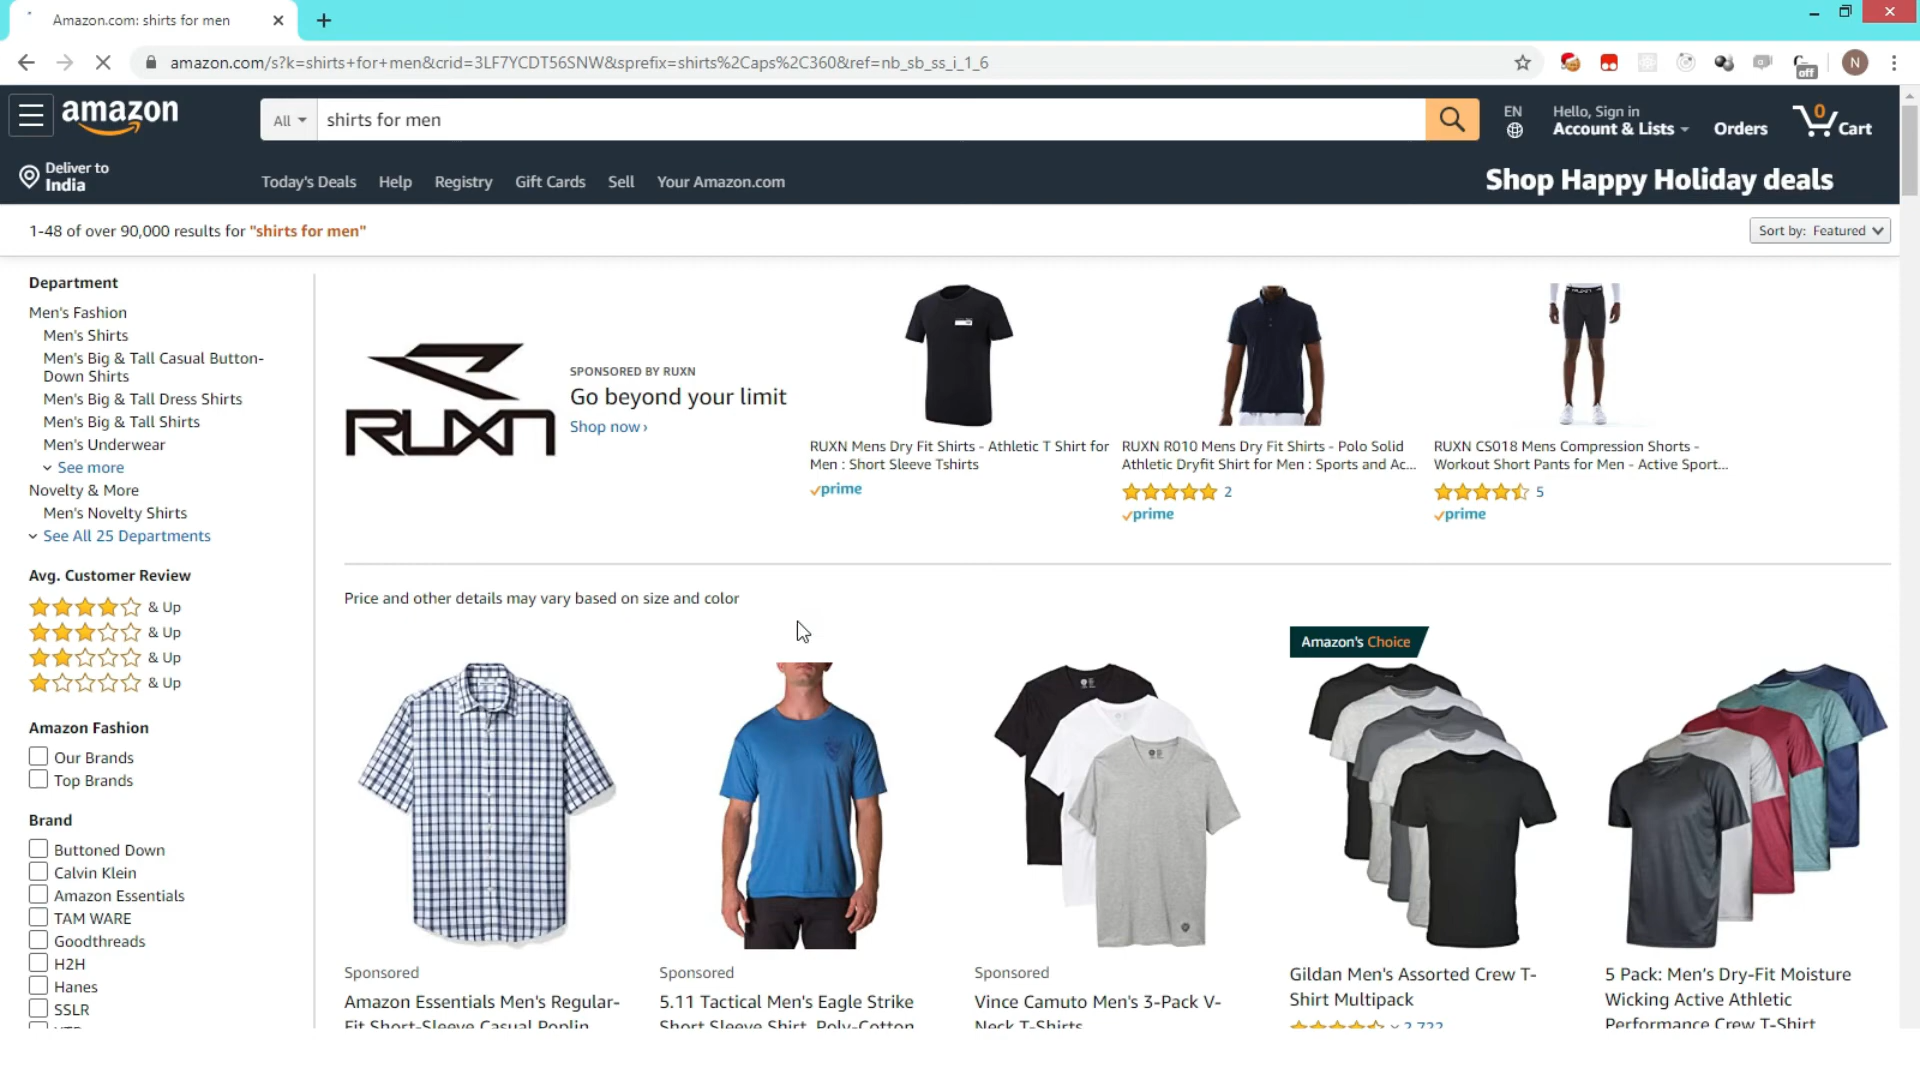 Amazon.com: shirts for men
amazon.com/s?k=shirts+for+men&crid=3LF7YCDT56SNW&sprefix=shirts%2Caps%2C360&ref=nb_sb_ss_i_1_6
off
N
amazon
All
shirts for men
EN
Hello, Sign in
Account & Lists
Orders
0
Cart
Deliver to
India
Today's Deals
Help
Registry
Gift Cards
Sell
Your Amazon.com
Shop Happy Holiday deals
1-48 of over 90,000 results for "shirts for men"
Sort by: Featured
Department
Men's Fashion
Men's Shirts
Men's Big & Tall Casual Button-
Down Shirts
Men's Big & Tall Dress Shirts
Men's Big & Tall Shirts
Men's Underwear
See more
Novelty & More
Men's Novelty Shirts
See All 25 Departments
Avg. Customer Review
& Up
& Up
& Up
& Up
Amazon Fashion
Our Brands
Top Brands
Brand
Buttoned Down
Calvin Klein
Amazon Essentials
TAM WARE
Goodthreads
H2H
Hanes
SSLR
RUXN
SPONSORED BY RUXN
Go beyond your limit
Shop now ›
RUXN Mens Dry Fit Shirts - Athletic T Shirt for
Men : Short Sleeve Tshirts
prime
RUXN R010 Mens Dry Fit Shirts - Polo Solid
Athletic Dryfit Shirt for Men : Sports and Ac...
2
prime
RUXN
RUXN CS018 Mens Compression Shorts -
Workout Short Pants for Men - Active Sport...
5
prime
Price and other details may vary based on size and color
Sponsored
Amazon Essentials Men's Regular-
Fit Short-Sleeve Casual Poplin
Sponsored
5.11 Tactical Men's Eagle Strike
Short Sleeve Shirt, Poly-Cotton
Sponsored
Vince Camuto Men's 3-Pack V-
Neck T-Shirts
Amazon's Choice
Gildan Men's Assorted Crew T-
Shirt Multipack
2,722
5 Pack: Men's Dry-Fit Moisture
Wicking Active Athletic
Performance Crew T-Shirt